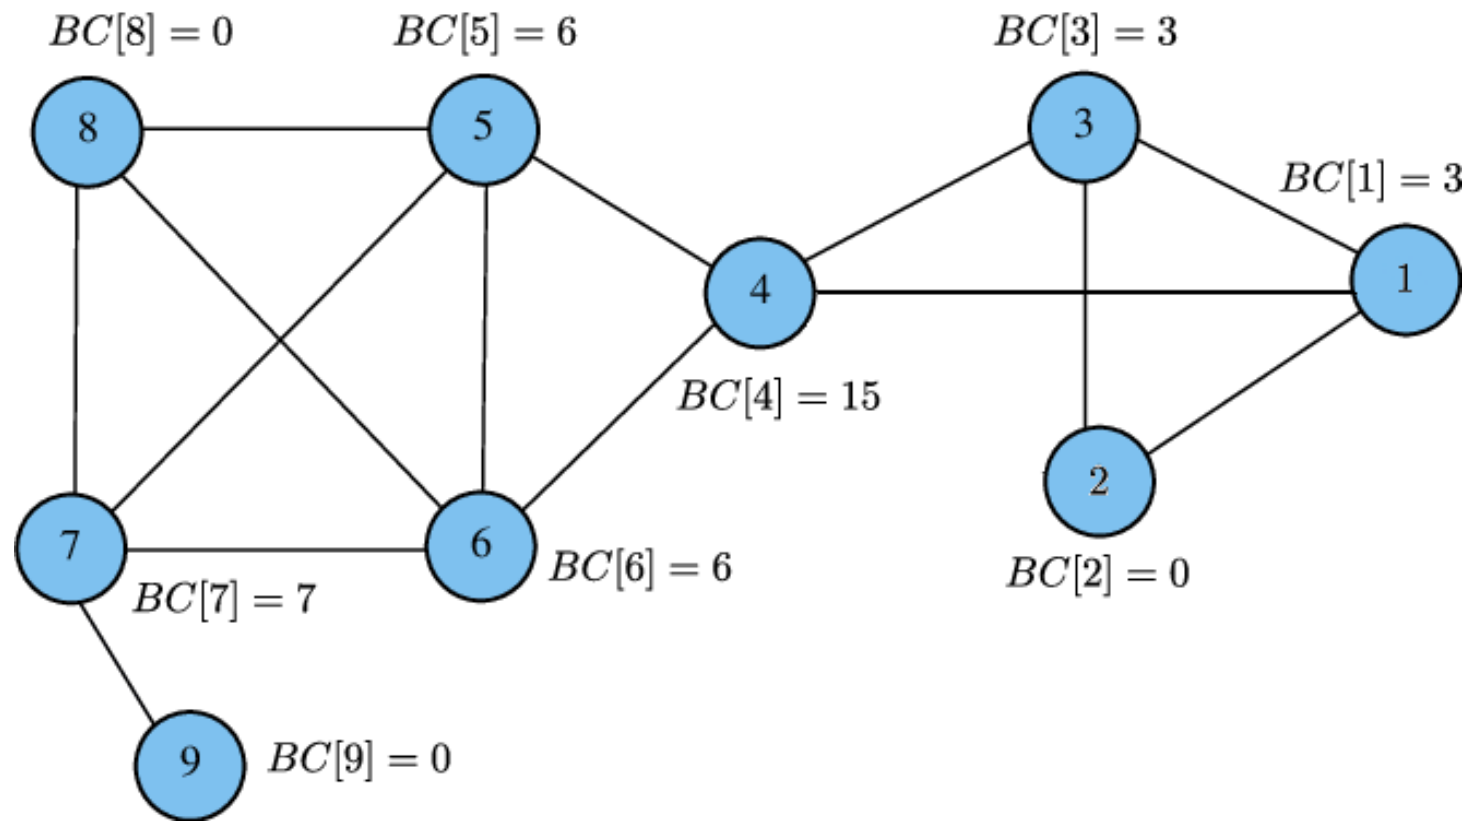 BC[8] = 0
BC[5] = 6
BC[3] = 3
8
5
3
BC[1] = 3
4
1
BC[4] = 15
2
7
6
BC[6] = 6
BC[2] = 0
BC[7] = 7
9
BC[9] = 0